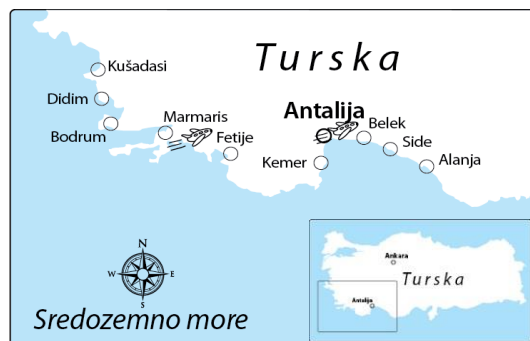 Turska
Kušadasi
Didim
Bodrum
Marmaris
Fetije
Antalija
Belek
Side
Kemer
Alanja
N
W
E
S
Sredozemno more
Ankara
Turska
Antalija